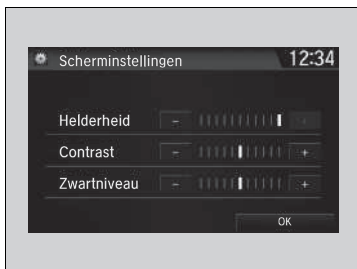 Scherminstellingen 12:34
Helderheid - +
Contrast - +
Zwartniveau - +
OK